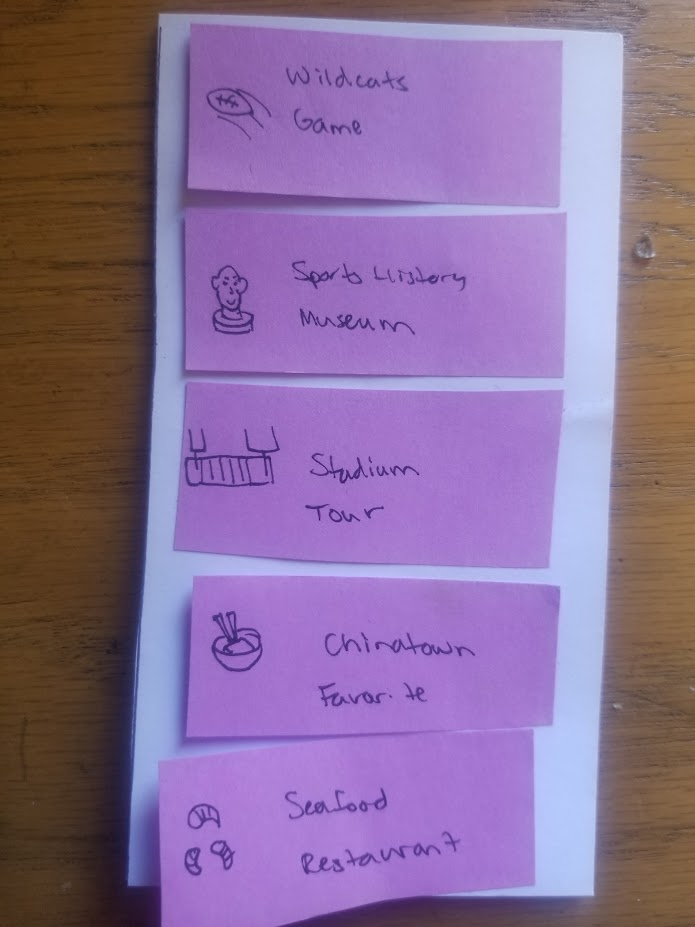 Wildcats
Game
Sports History
Museum
Stadium
Tour
Chinatown
Favorite
Seafood
Restaurant